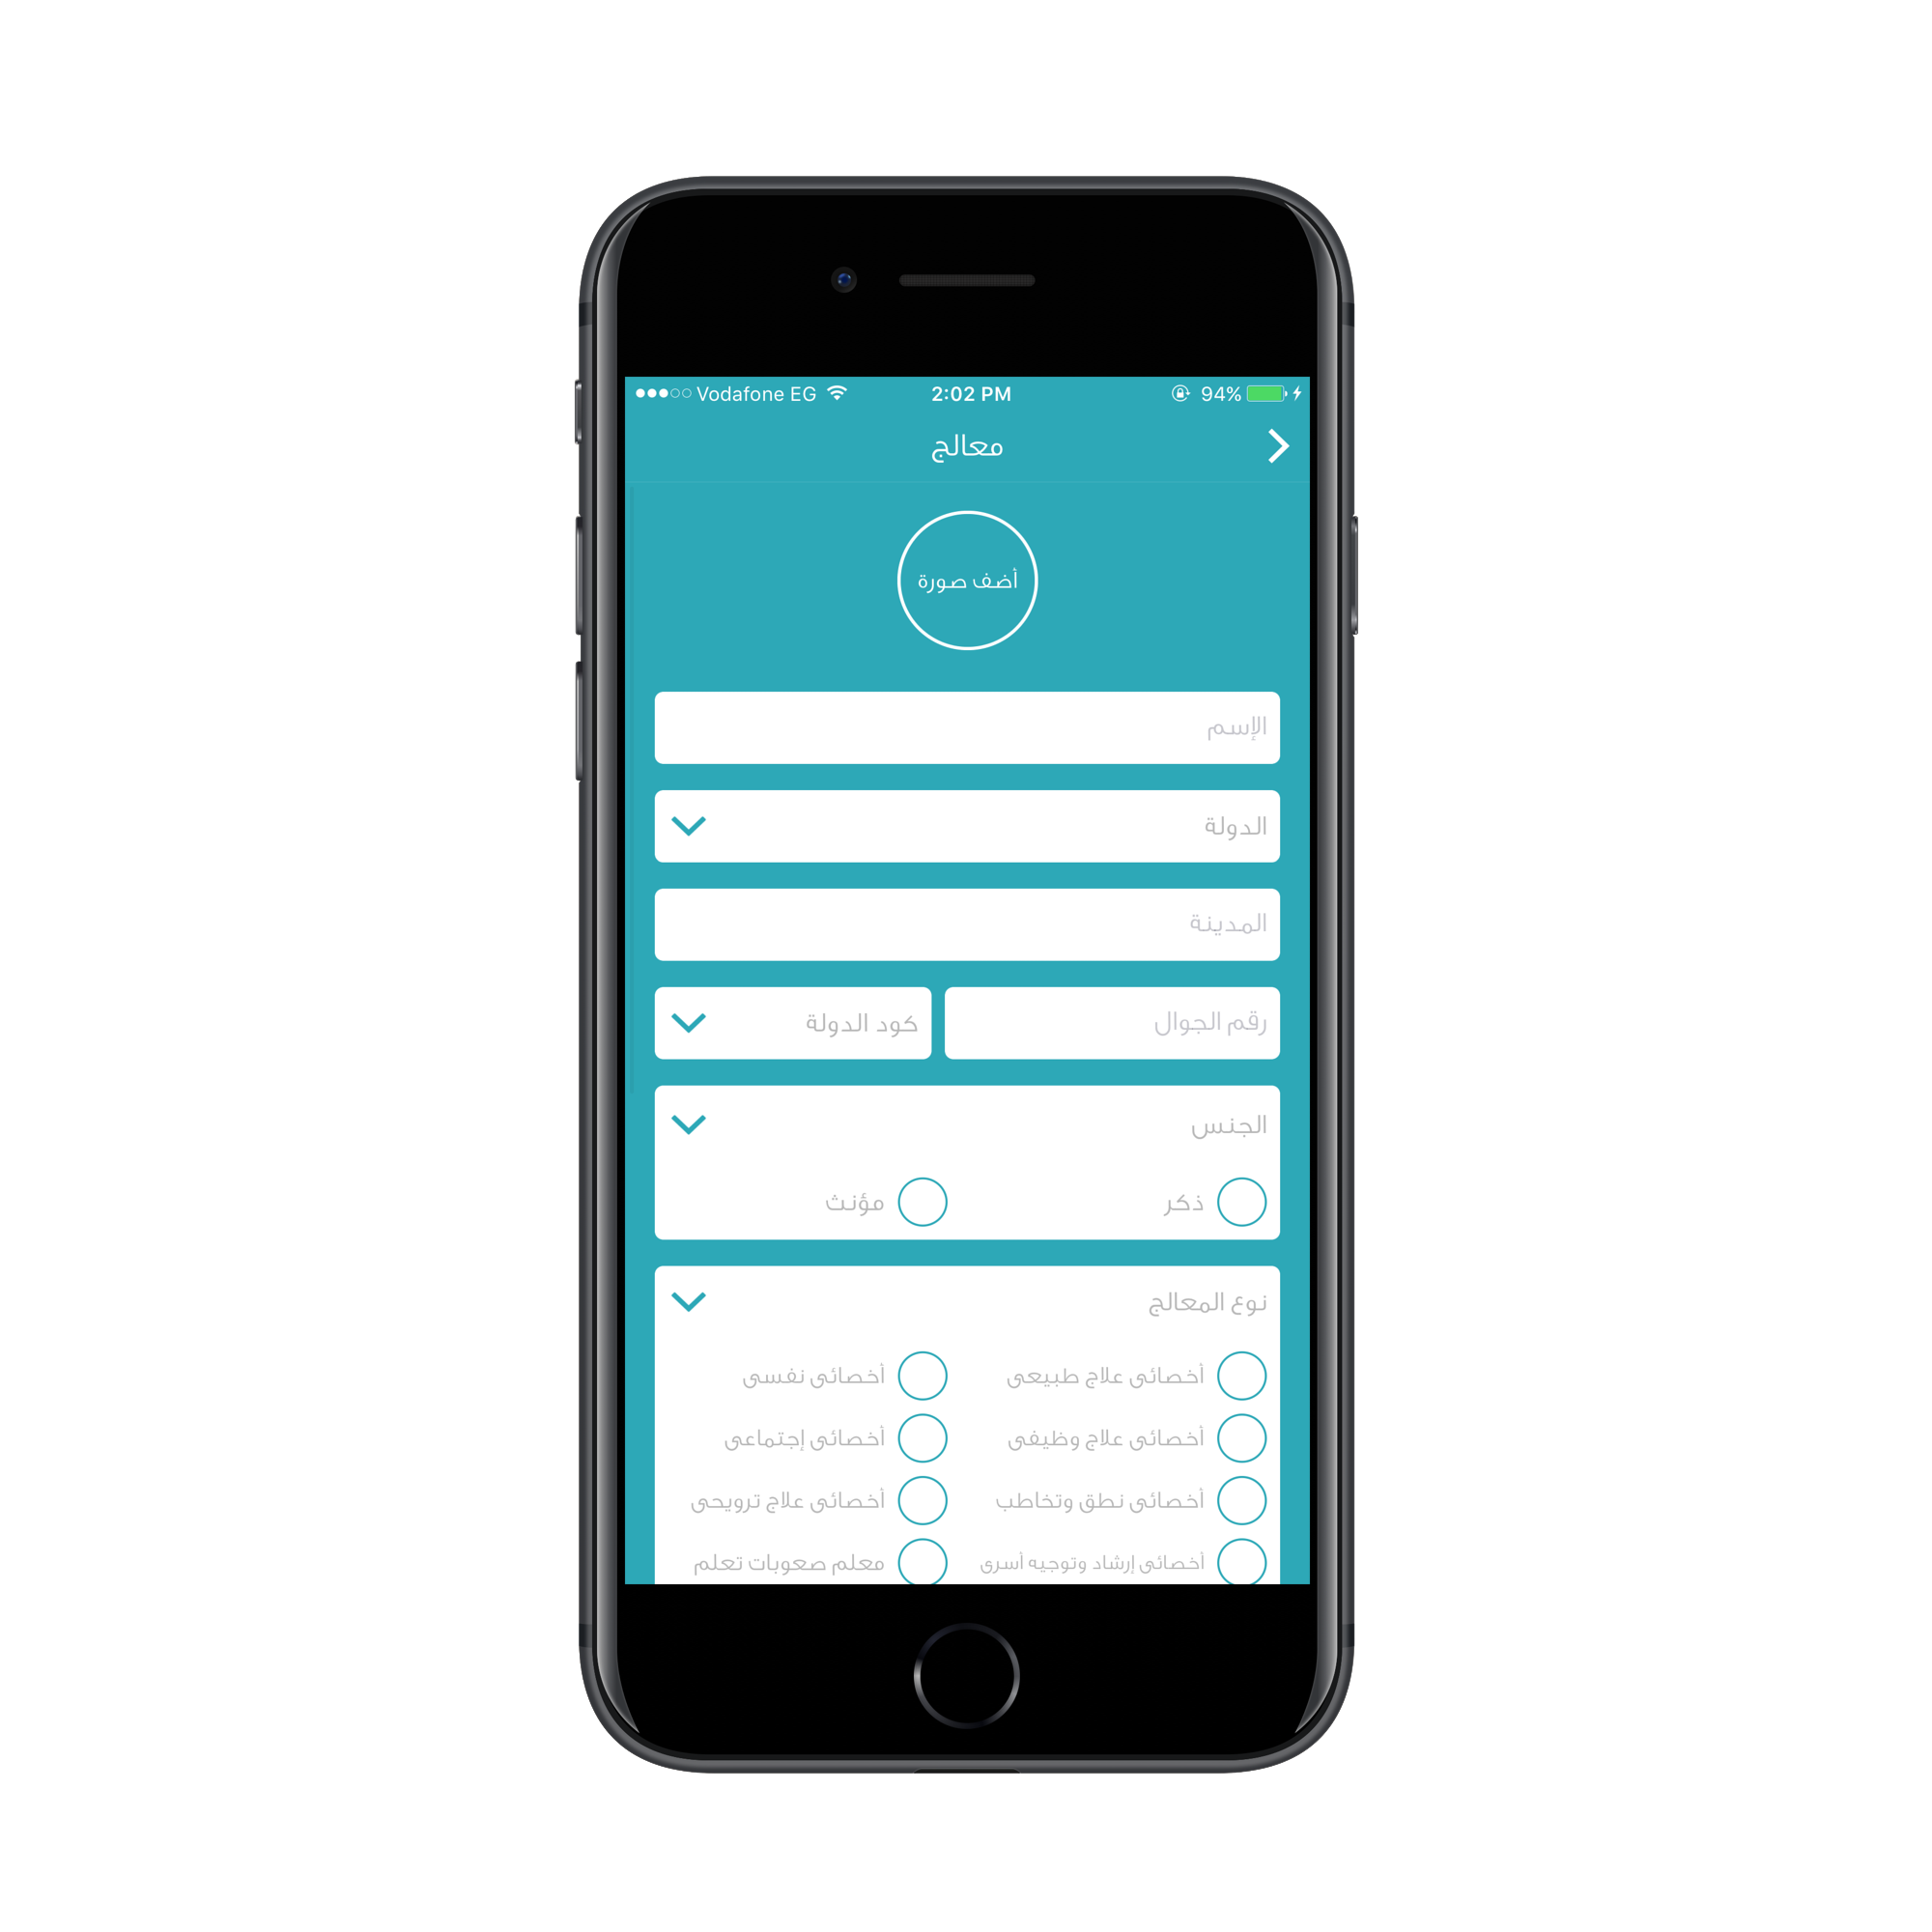 Vodafone EG 2:02 PM 94%
معالج
أضف صورة
الإسم
الدولة
المدينة
رقم الجوال كود الدولة
الجنس
ذكر مؤنث
نوع المعالج
أخصائى علاج طبيعى أخصائى نفسى
أخصائى علاج وظيفى أخصائى إجتماعى
أخصائى نطق وتخاطب أخصائى علاج ترويحى
أخصائى إرشاد وتوجيه أسرى معلم صعوبات تعلم